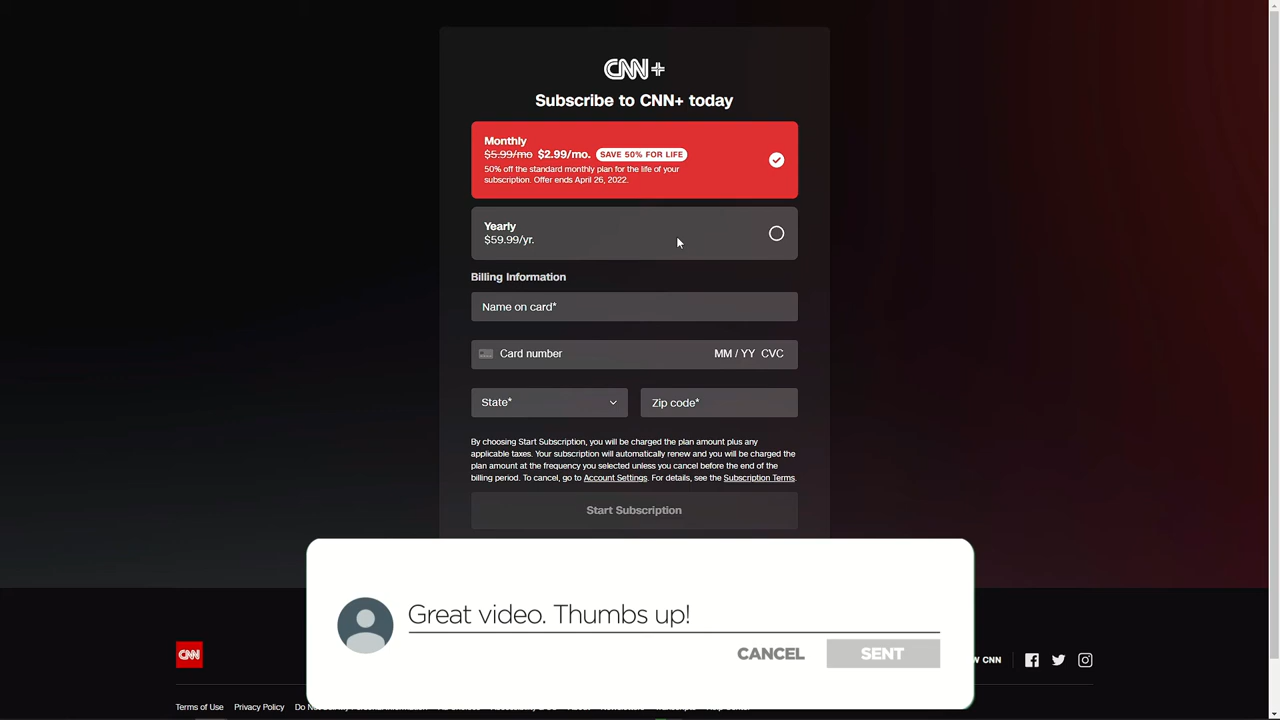 CNN+
Subscribe to CNN+ today
Monthly
$5.99/mo $2.99/mo. SAVE 50% FOR LIFE
50% off the standard monthly plan for the life of your
subscription. Offer ends April 26, 2022.
Yearly
$59.99/yr.
Billing Information
Name on card*
Card number MM / YY CVC
State* Zip code*
By choosing Start Subscription, you will be charged the plan amount plus any
applicable taxes. Your subscription will automatically renew and you will be charged the
plan amount at the frequency you selected unless you cancel before the end of the
billing period. To cancel, go to Account Settings. For details, see the Subscription Terms.
Start Subscription
Great video. Thumbs up!
CANCEL SENT
CNN
CNN
Terms of Use Privacy Policy